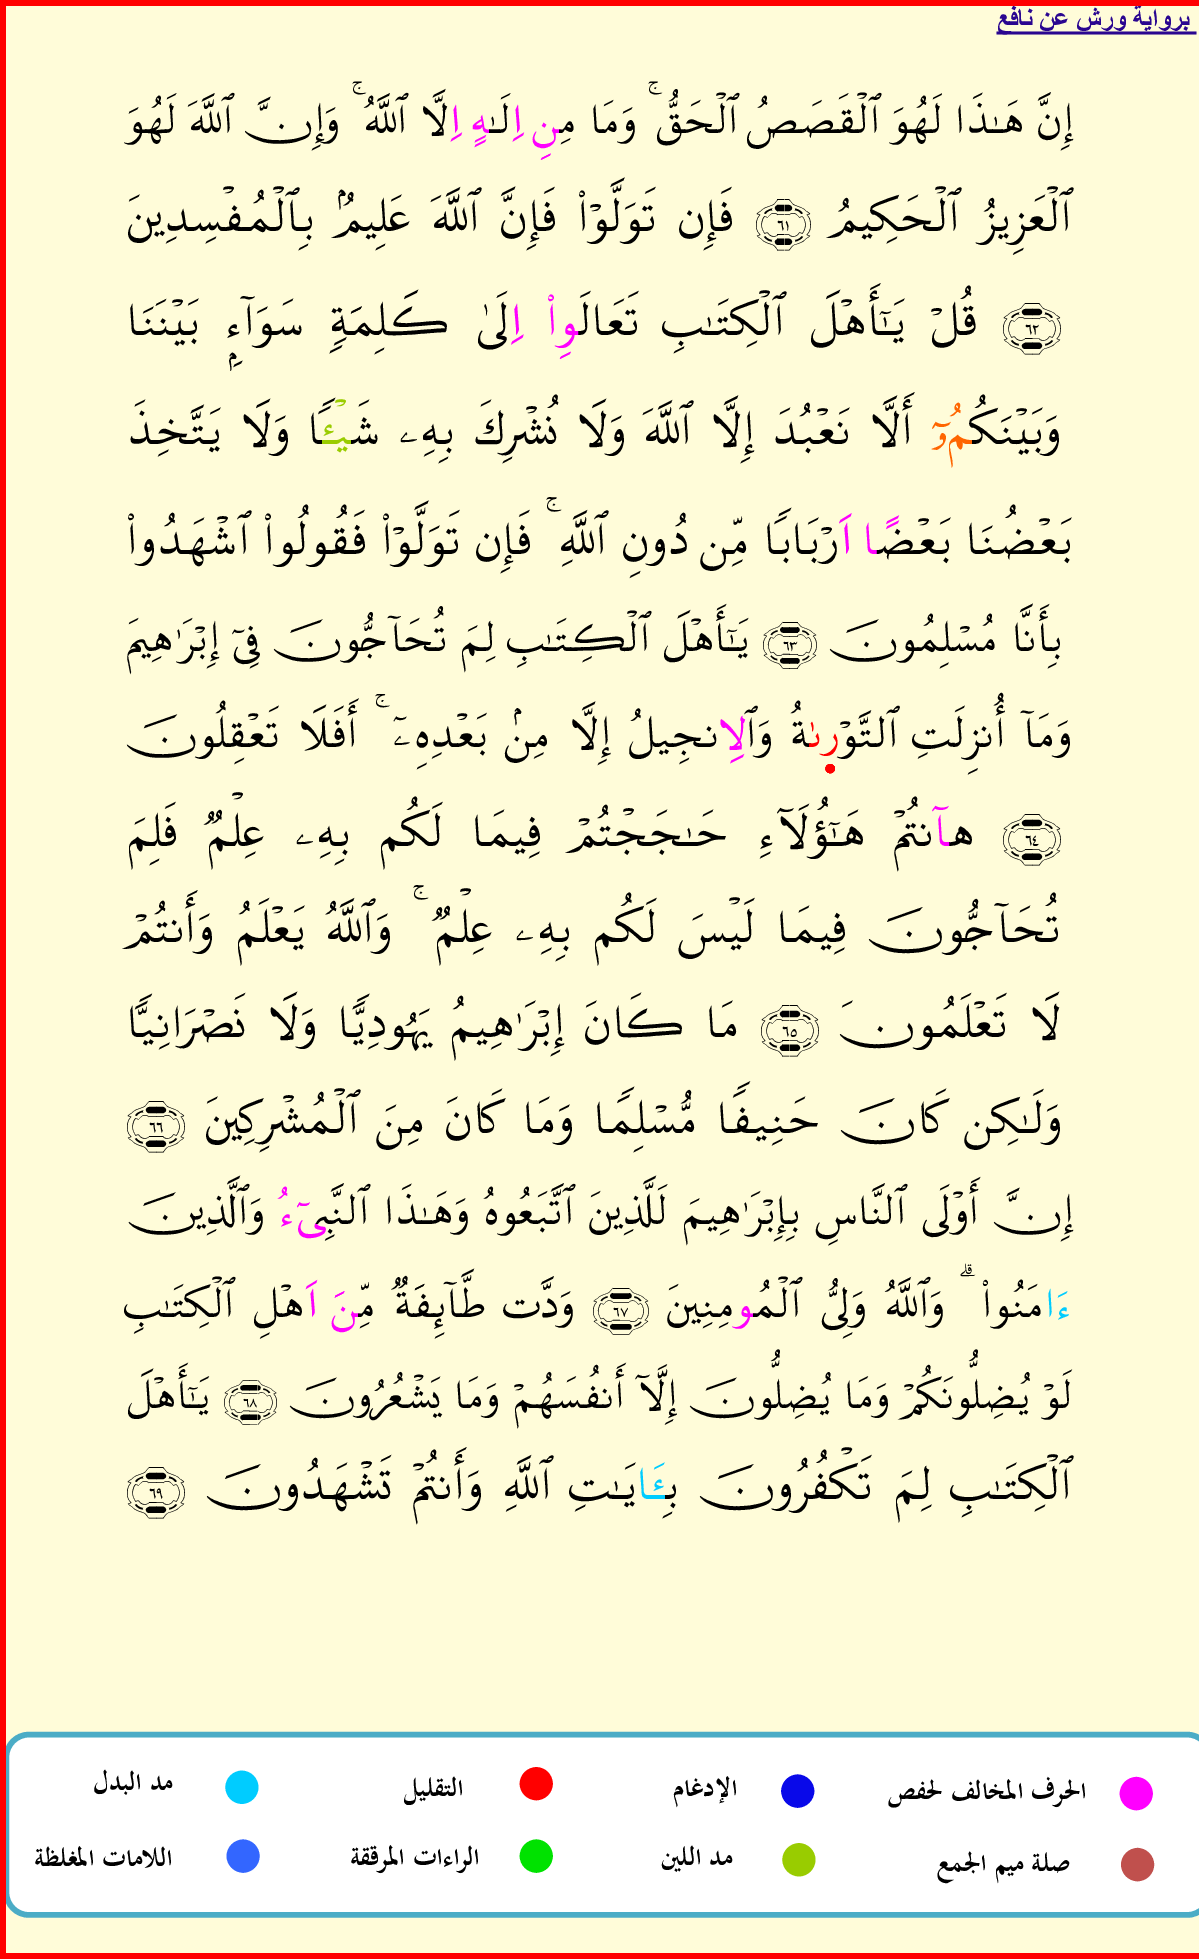 برواية ورش عن نافع
إِنَّ هَـٰذَا لَهُوَ ٱلْقَصَصُ ٱلْحَقُّ ۚ وَمَا مِنِ اِلَـٰهٍ اِلَّا ٱللَّهُ ۚ وَإِنَّ ٱللَّهَ لَهُوَ
ٱلْعَزِيزُ ٱلْحَكِيمُ ٦١ فَإِن تَوَلَّوْا۟ فَإِنَّ ٱللَّهَ عَلِيمٌۢ بِٱلْمُفْسِدِينَ
٦٢ قُلْ يَـٰٓأَهْلَ ٱلْكِتَـٰبِ تَعَالَوِا۟ اِلَىٰ كَلِمَةٍ سَوَآءٍۭ بَيْنَنَا
وَبَيْنَكُمُۥٓ أَلَّا نَعْبُدَ إِلَّا ٱللَّهَ وَلَا نُشْرِكَ بِهِۦ شَيْـًٔا وَلَا يَتَّخِذَ
بَعْضُنَا بَعْضًا اَرْبَابًا مِّن دُونِ ٱللَّهِ ۚ فَإِن تَوَلَّوْا۟ فَقُولُوا۟ ٱشْهَدُوا۟
بِأَنَّا مُسْلِمُونَ ٦٣ يَـٰٓأَهْلَ ٱلْكِتَـٰبِ لِمَ تُحَآجُّونَ فِىٓ إِبْرَٰهِيمَ
وَمَآ أُنزِلَتِ ٱلتَّوْرَىٰةُ وَٱلِانجِيلُ إِلَّا مِنۢ بَعْدِهِۦٓ ۚ أَفَلَا تَعْقِلُونَ
٦٤ هآنتُمْ هَـٰٓؤُلَآءِ حَـٰجَجْتُمْ فِيمَا لَكُم بِهِۦ عِلْمٌ فَلِمَ
تُحَآجُّونَ فِيمَا لَيْسَ لَكُم بِهِۦ عِلْمٌ ۚ وَٱللَّهُ يَعْلَمُ وَأَنتُمْ
لَا تَعْلَمُونَ ٦٥ مَا كَانَ إِبْرَٰهِيمُ يَهُودِيًّا وَلَا نَصْرَانِيًّا
وَلَـٰكِن كَانَ حَنِيفًا مُّسْلِمًا وَمَا كَانَ مِنَ ٱلْمُشْرِكِينَ ٦٦
إِنَّ أَوْلَى ٱلنَّاسِ بِإِبْرَٰهِيمَ لَلَّذِينَ ٱتَّبَعُوهُ وَهَـٰذَا ٱلنَّبِىٓءُ وَٱلَّذِينَ
ءَامَنُوا۟ ۗ وَٱللَّهُ وَلِىُّ ٱلْمُومِنِينَ ٦٧ وَدَّت طَّآئِفَةٌ مِّنَ اَهْلِ ٱلْكِتَـٰبِ
لَوْ يُضِلُّونَكُمْ وَمَا يُضِلُّونَ إِلَّآ أَنفُسَهُمْ وَمَا يَشْعُرُونَ ٦٨ يَـٰٓأَهْلَ
ٱلْكِتَـٰبِ لِمَ تَكْفُرُونَ بِـَٔايَـٰتِ ٱللَّهِ وَأَنتُمْ تَشْهَدُونَ ٦٩
الحرف المخالف لحفص الإدغام التقليل مد البدل
صلة ميم الجمع مد اللين الراءات المرققة اللامات المغلظة